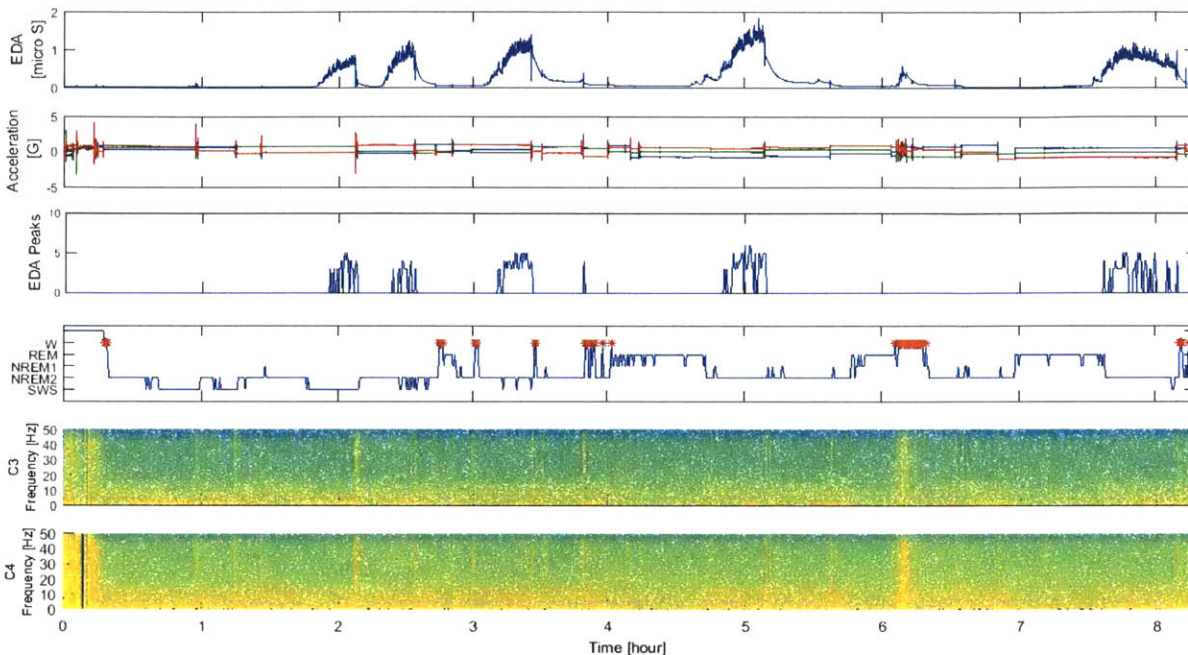 EDA
[micro S]
2
1
0
Acceleration
[G]
5
0
-5
EDA Peaks
10
5
0
W
REM
NREM1
NREM2
SWS
C3
Frequency [Hz]
50
40
30
20
10
0
C4
Frequency [Hz]
50
40
30
20
10
0
0 1 2 3 4 5 6 7 8
Time [hour]